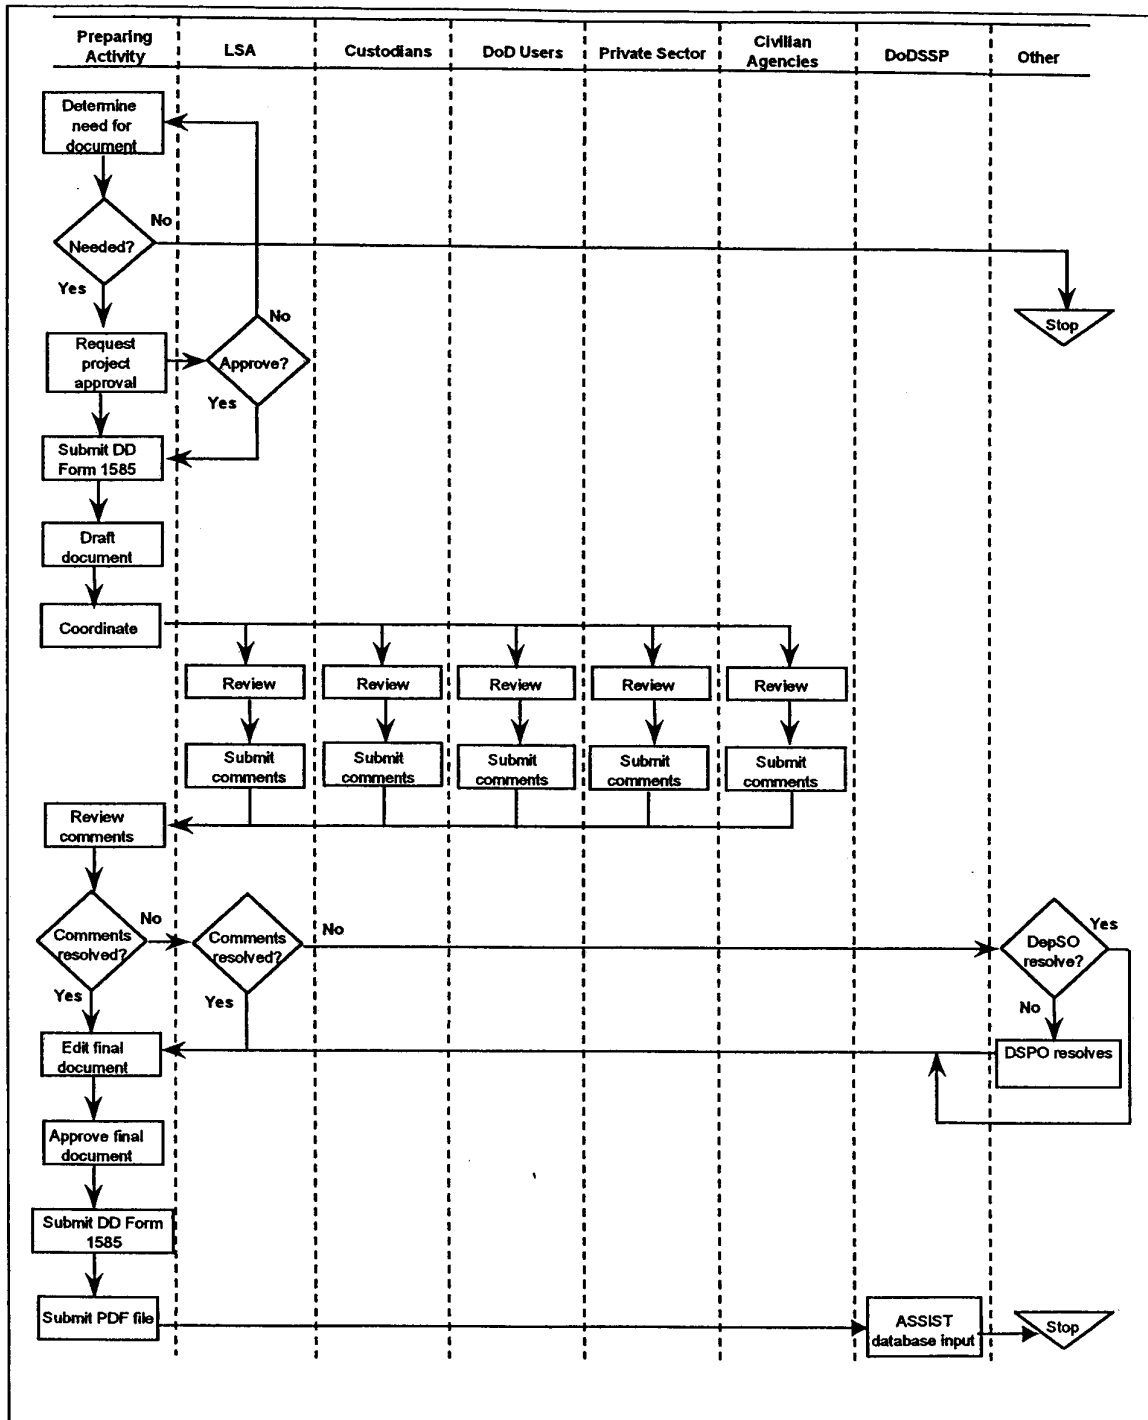 Preparing
Activity
LSA
Custodians
DoD Users
Private Sector
Civilian
Agencies
DoDSSP
Other
Determine
need for
document
No
Needed?
Yes
Stop
No
Request
project
approval
Approve?
Yes
Submit DD
Form 1585
Draft
document
Coordinate
Review
Review
Review
Review
Review
Submit
comments
Submit
comments
Submit
comments
Submit
comments
Submit
comments
Review
comments
No
Comments
resolved?
Yes
No
Comments
resolved?
Yes
Yes
DepSO
resolve?
No
Edit final
document
DSPO resolves
Approve final
document
Submit DD Form
1585
Submit PDF file
ASSIST
database input
Stop